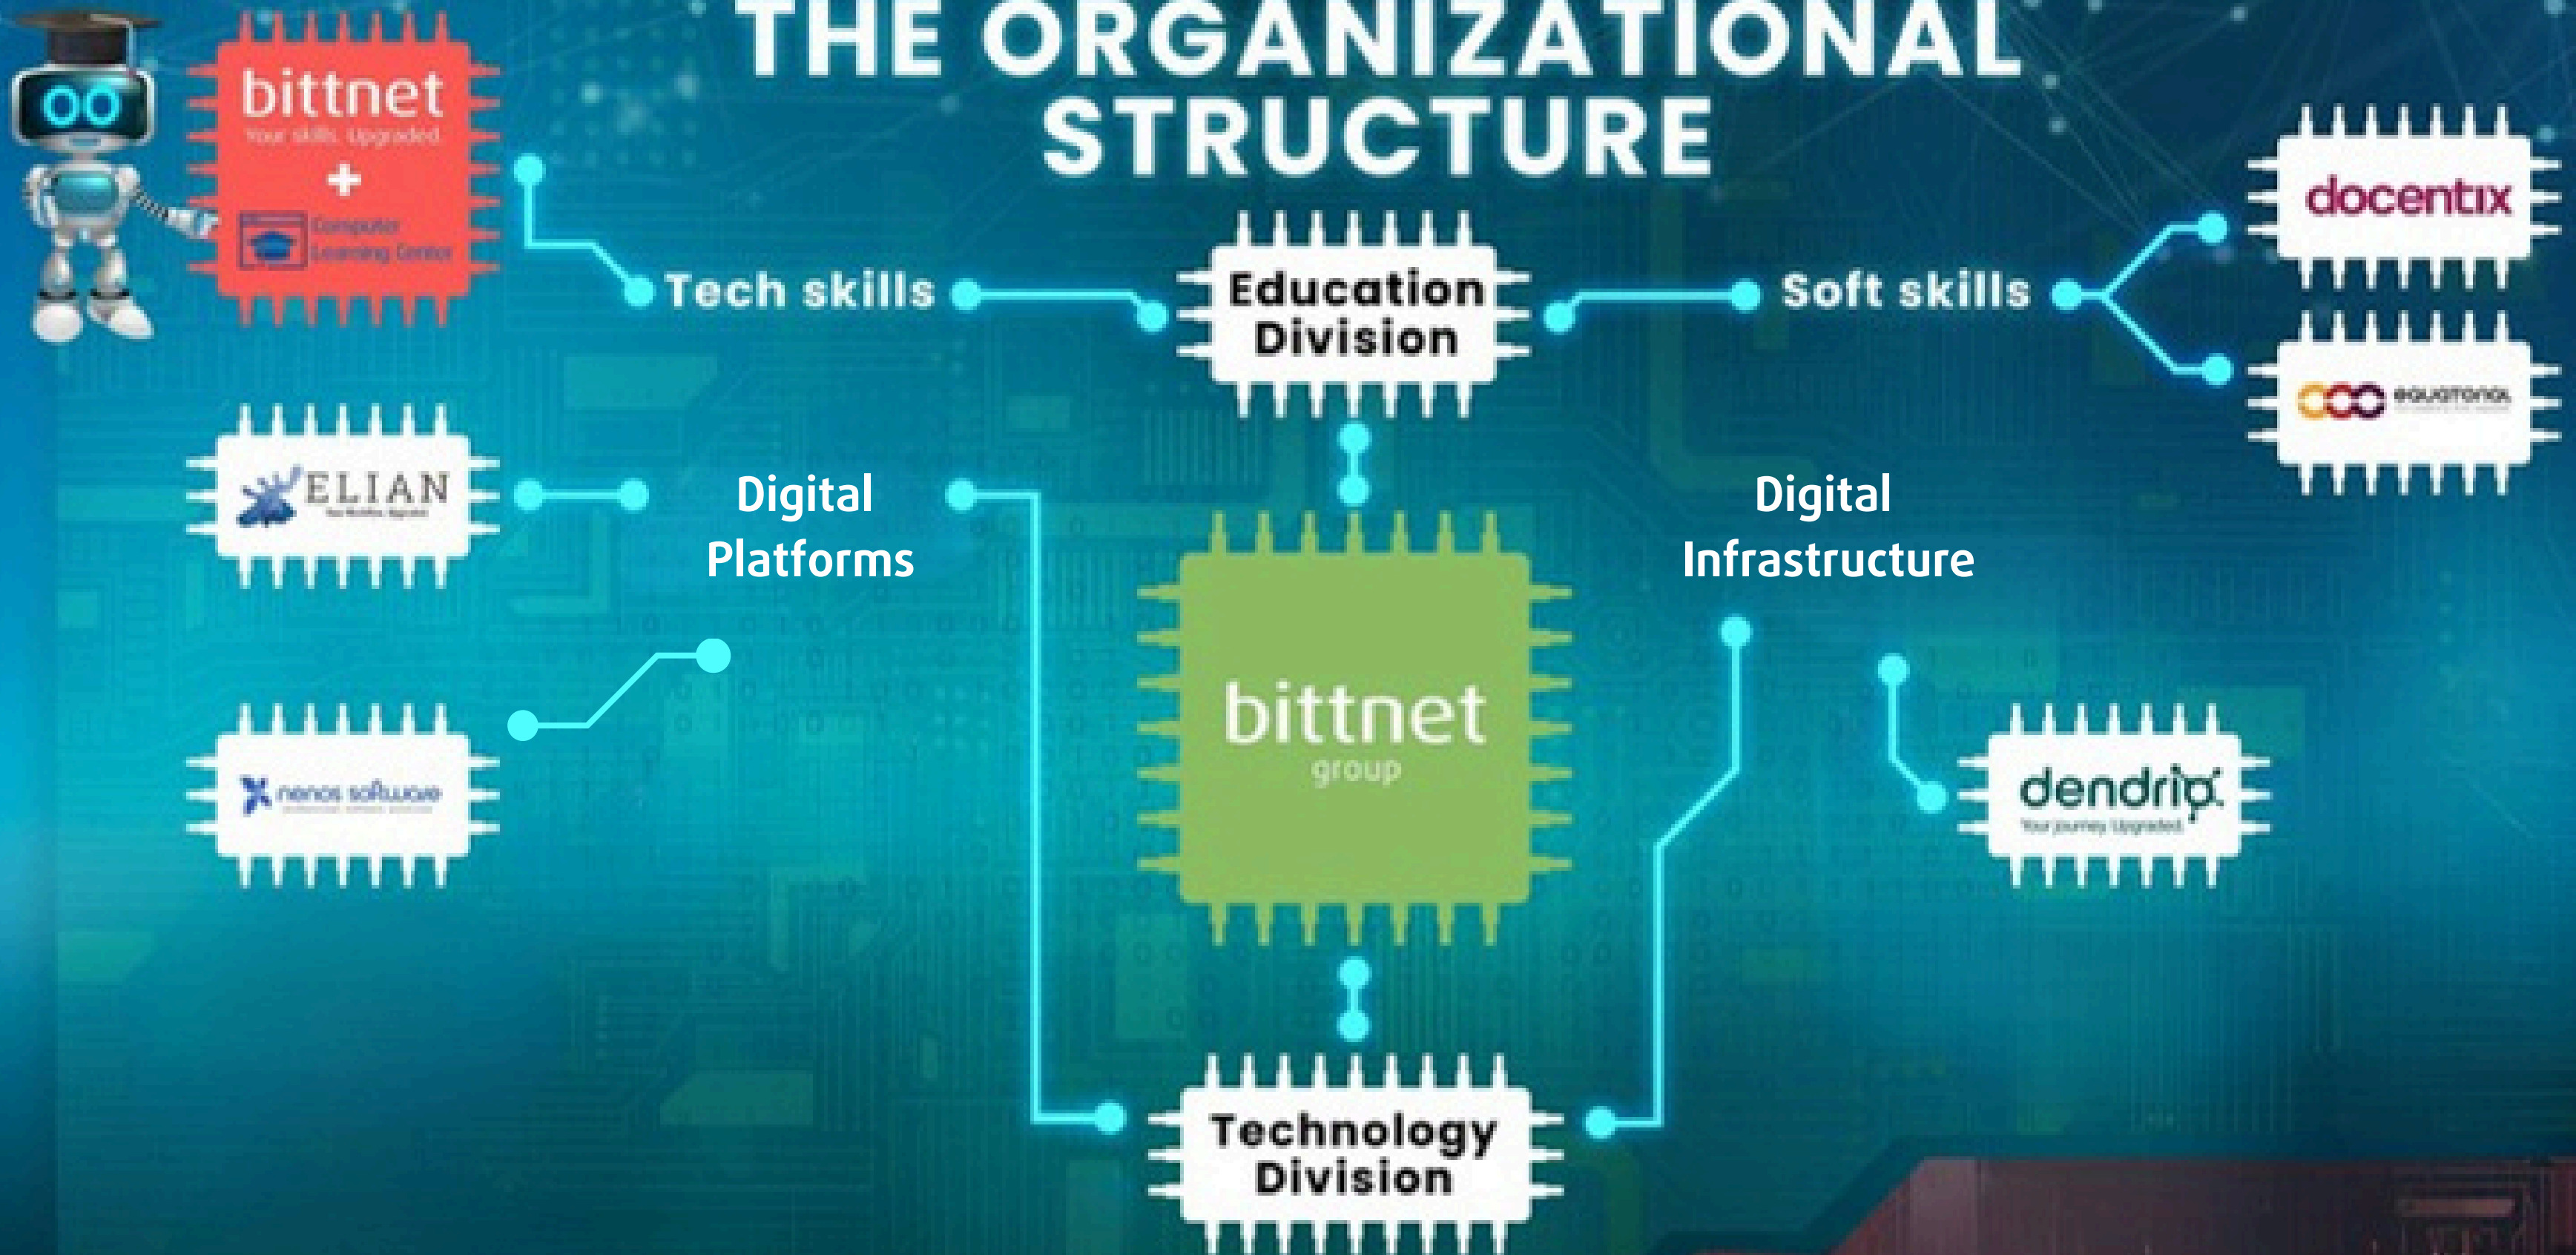 THE ORGANIZATIONAL
STRUCTURE
bittnet
Your skills. Upgraded.
+
Computer
Learning Center
Tech skills
Education
Division
Soft skills
docentix
equatorial
ELIAN
Digital
Platforms
Digital
Infrastructure
bittnet
group
nenos software
dendrio
Your journey. Upgraded.
Technology
Division